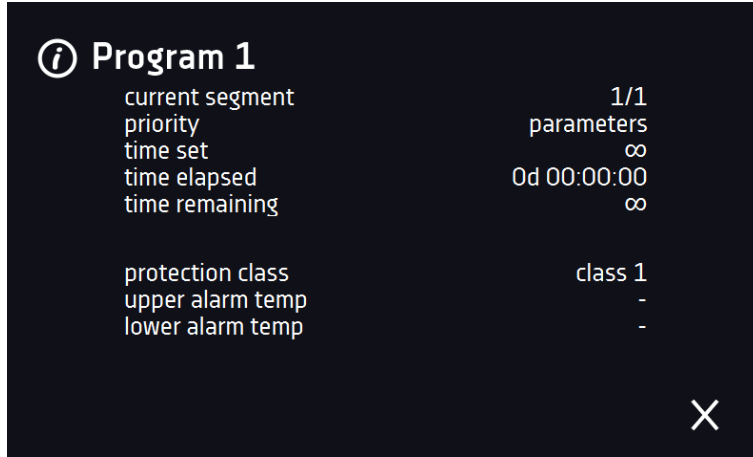 Program 1
current segment 1/1
priority parameters
time set ∞
time elapsed 0d 00:00:00
time remaining ∞
protection class class 1
upper alarm temp -
lower alarm temp -